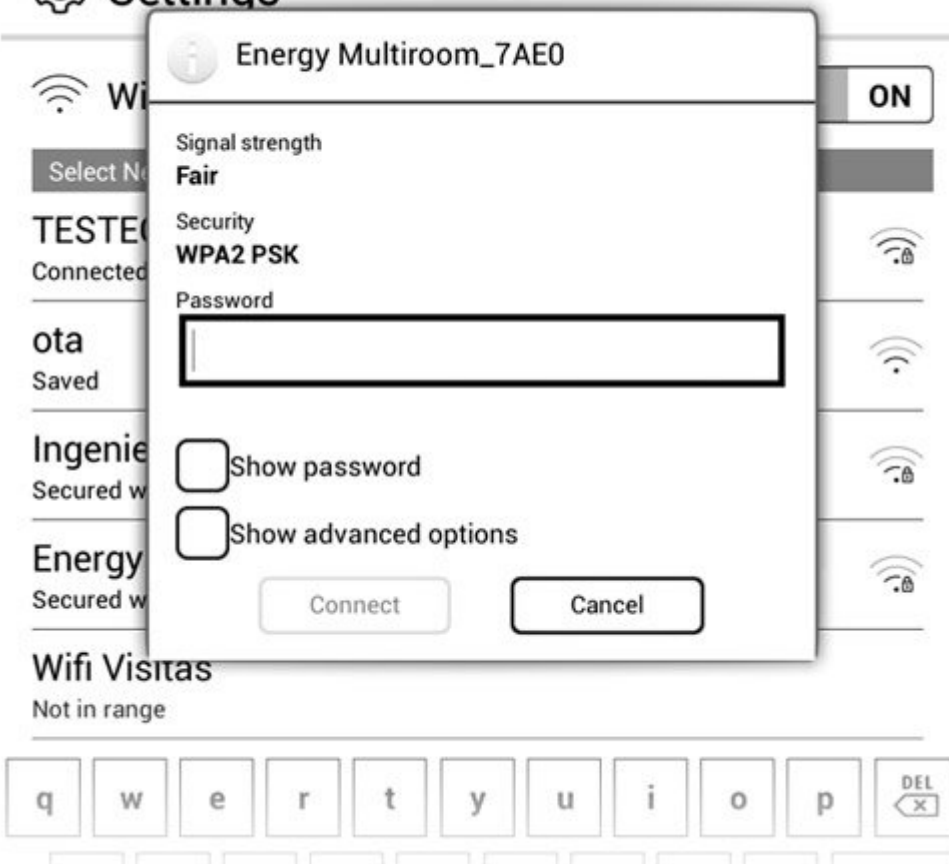 Settings
Energy Multiroom_7AE0
Wi
ON
Signal strength
Fair
Select Ne
Security
WPA2 PSK
TESTE
Connected
Password
ota
Saved
Ingenie
Secured w
Show password
Show advanced options
Energy
Secured w
Connect
Cancel
Wifi Visitas
Not in range
q w e r t y u i o p DEL